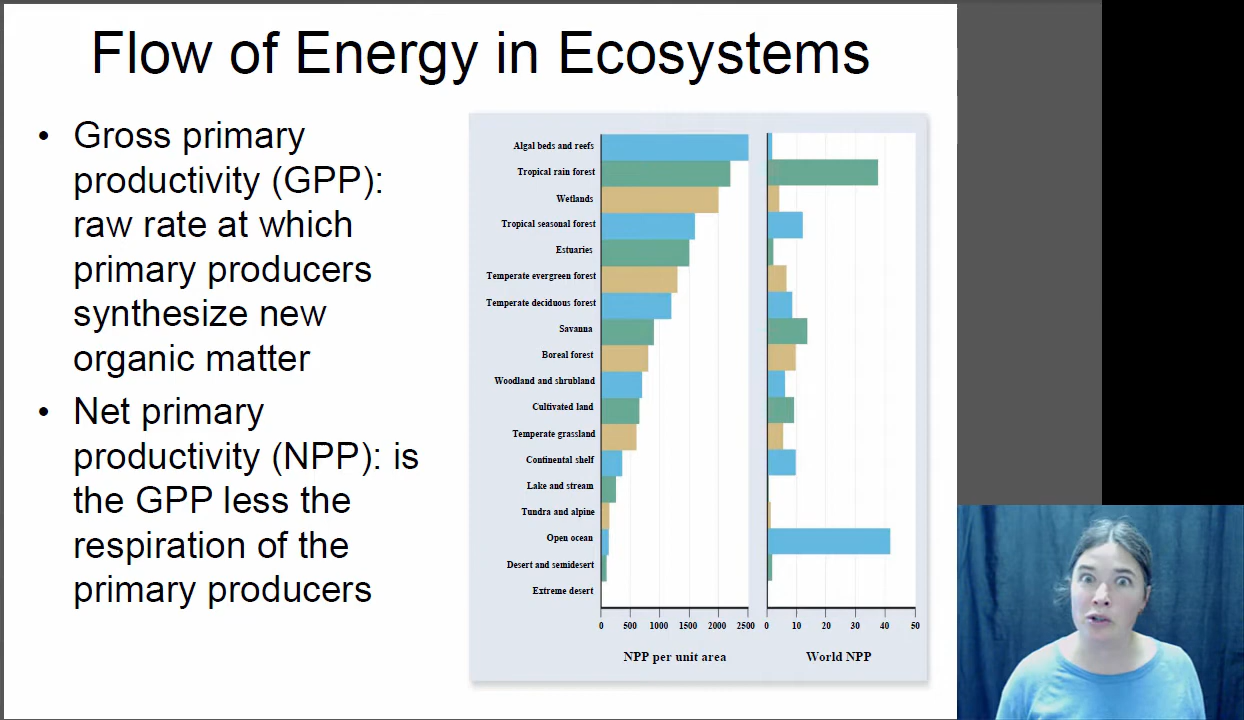 Flow of Energy in Ecosystems
• Gross primary
productivity (GPP):
raw rate at which
primary producers
synthesize new
organic matter
• Net primary
productivity (NPP): is
the GPP less the
respiration of the
primary producers
Algal beds and reefs
Tropical rain forest
Wetlands
Tropical seasonal forest
Estuaries
Temperate evergreen forest
Temperate deciduous forest
Savanna
Boreal forest
Woodland and shrubland
Cultivated land
Temperate grassland
Continental shelf
Lake and stream
Tundra and alpine
Open ocean
Desert and semidesert
Extreme desert
0 500 1000 1500 2000 2500
NPP per unit area
0 10 20 30 40 50
World NPP